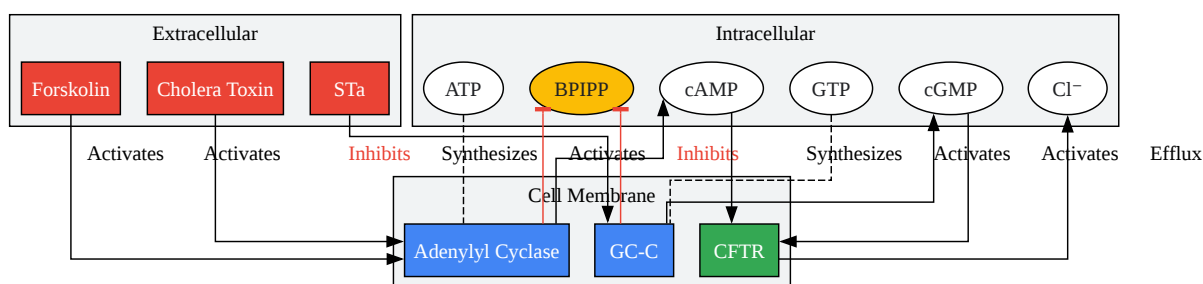 Extracellular
Intracellular
Forskolin
Cholera Toxin
STa
ATP
BPIPP
cAMP
GTP
cGMP
Cl⁻
Activates
Activates
Inhibits
Synthesizes
Activates
Inhibits
Synthesizes
Activates
Activates
Efflux
Cell Membrane
Adenylyl Cyclase
GC-C
CFTR